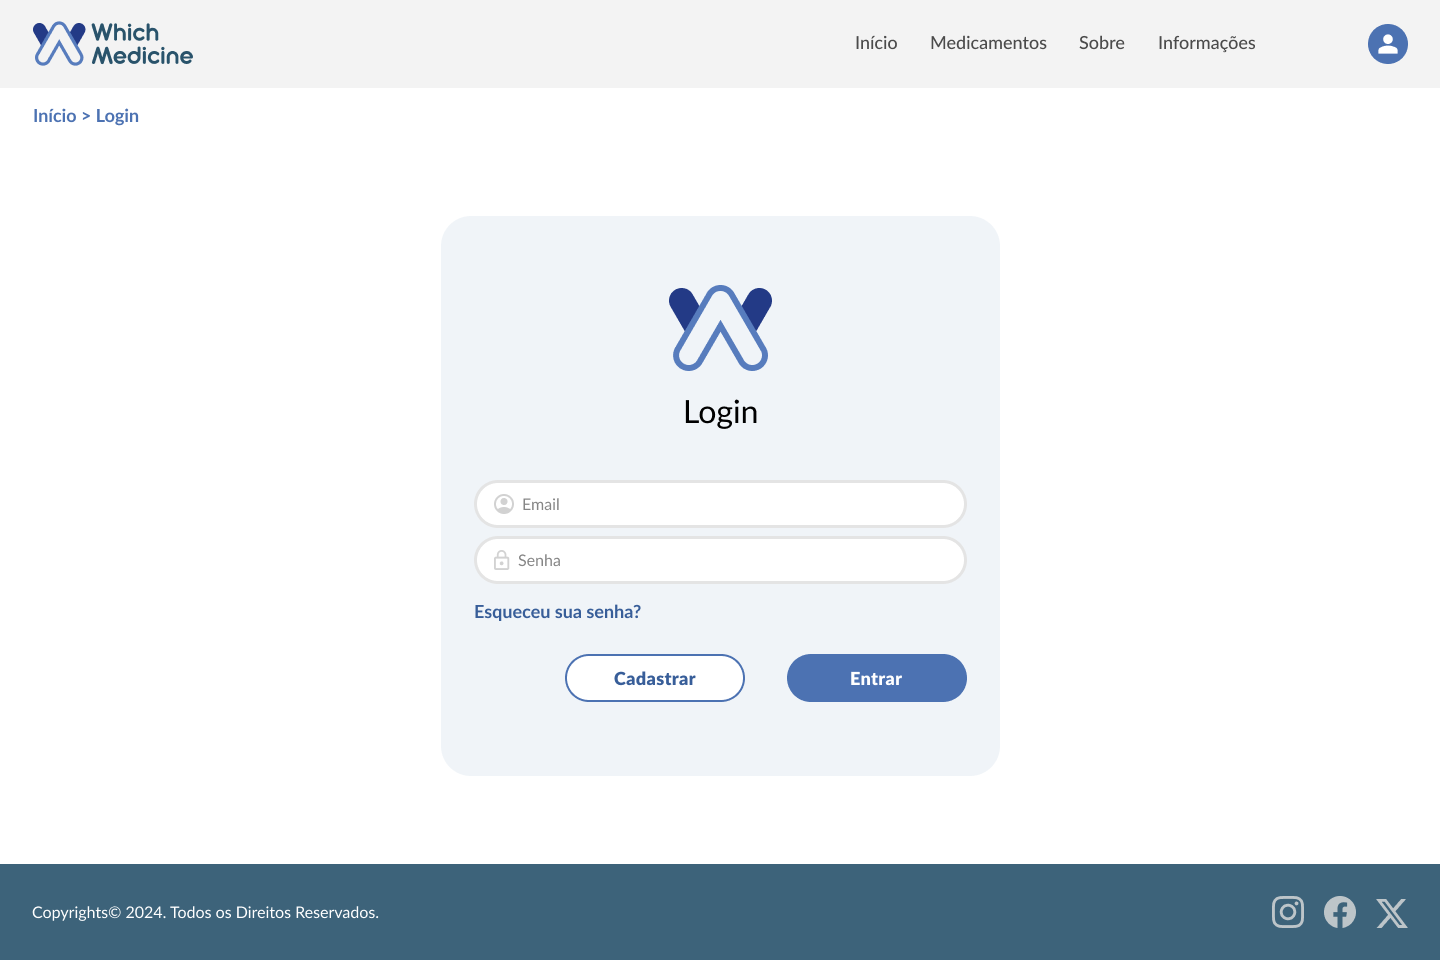 Which
Medicine
Início Medicamentos Sobre Informações
Início > Login
Login
Email
Senha
Esqueceu sua senha?
Cadastrar Entrar
Copyrights© 2024. Todos os Direitos Reservados.